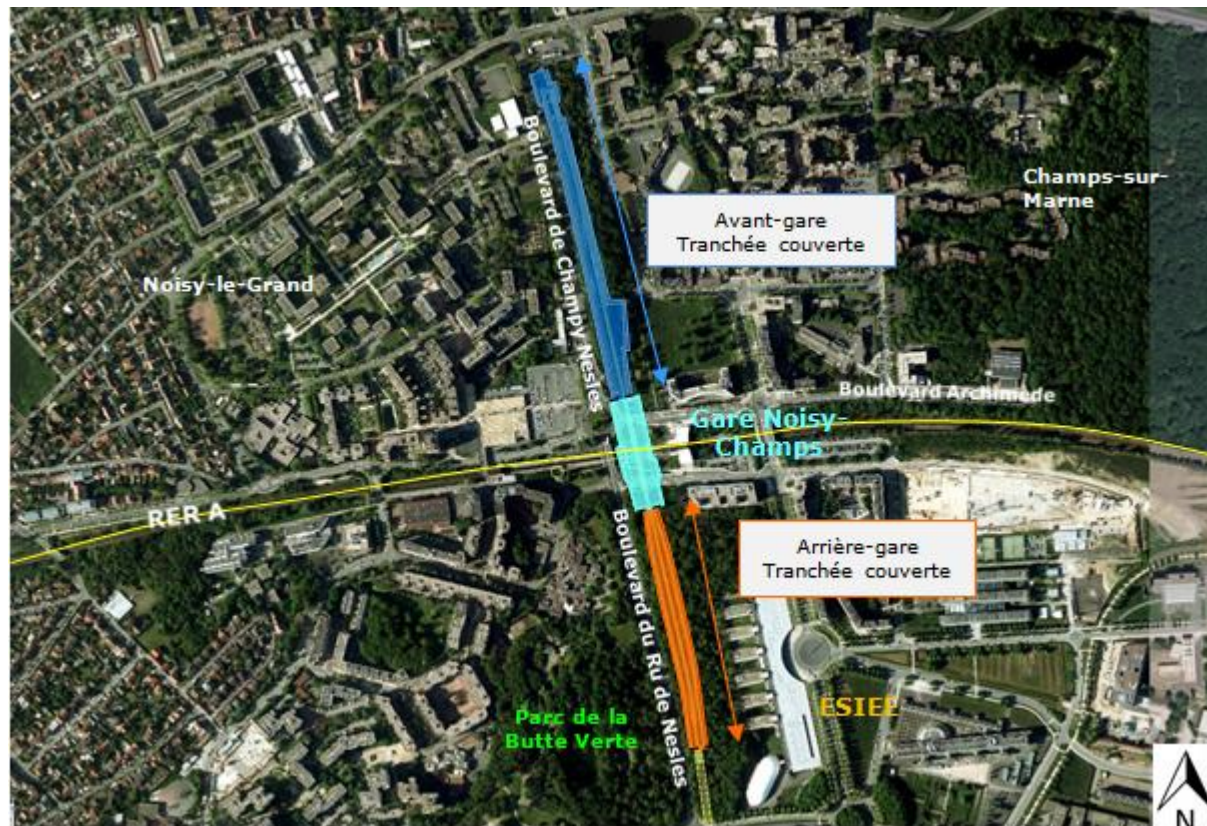 Boulevard de Champy Nesles
Champs-sur-
Marne
Avant-gare
Tranchée couverte
Noisy-le-Grand
Boulevard Archimède
Gare Noisy-
Champs
RER A
Boulevard du Ru de Nesles
Arrière-gare
Tranchée couverte
ESIEE
Parc de la
Butte Verte
N